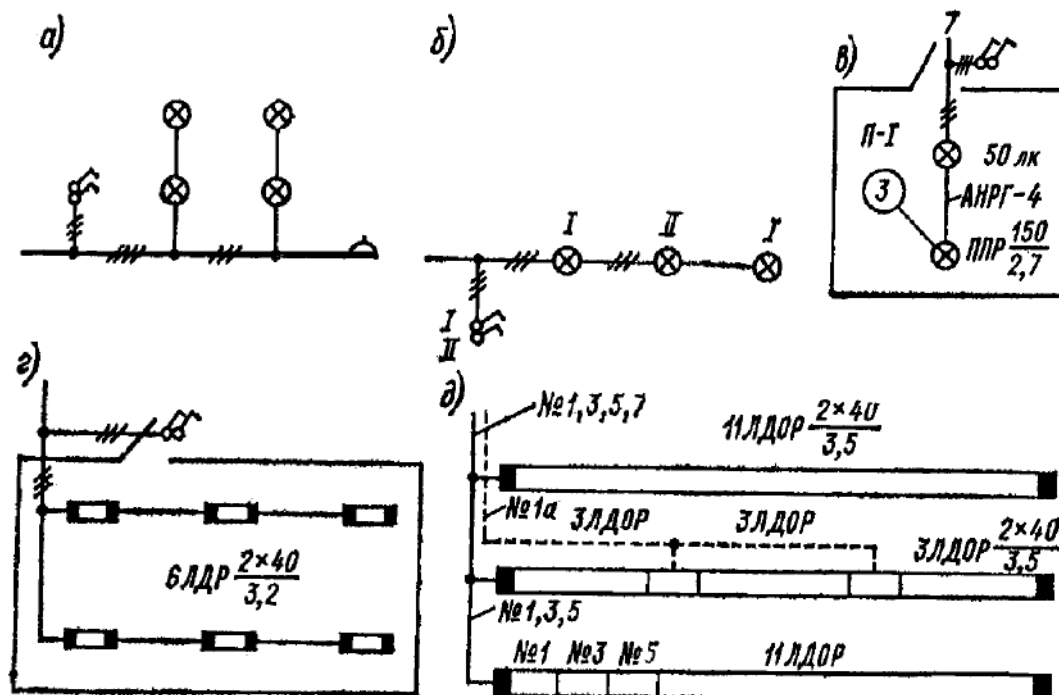 а)
б)
I
II
I
I
II
в)
7
П-I
50 лк
3
АНРГ-4
ППР 150
2,7
г)
6ЛДР 2×40
3,2
д)
№1,3,5,7
11ЛДОР 2×40
3,5
№1а
3ЛДОР
3ЛДОР
3ЛДОР 2×40
3,5
№1,3,5
№1
№3
№5
11ЛДОР